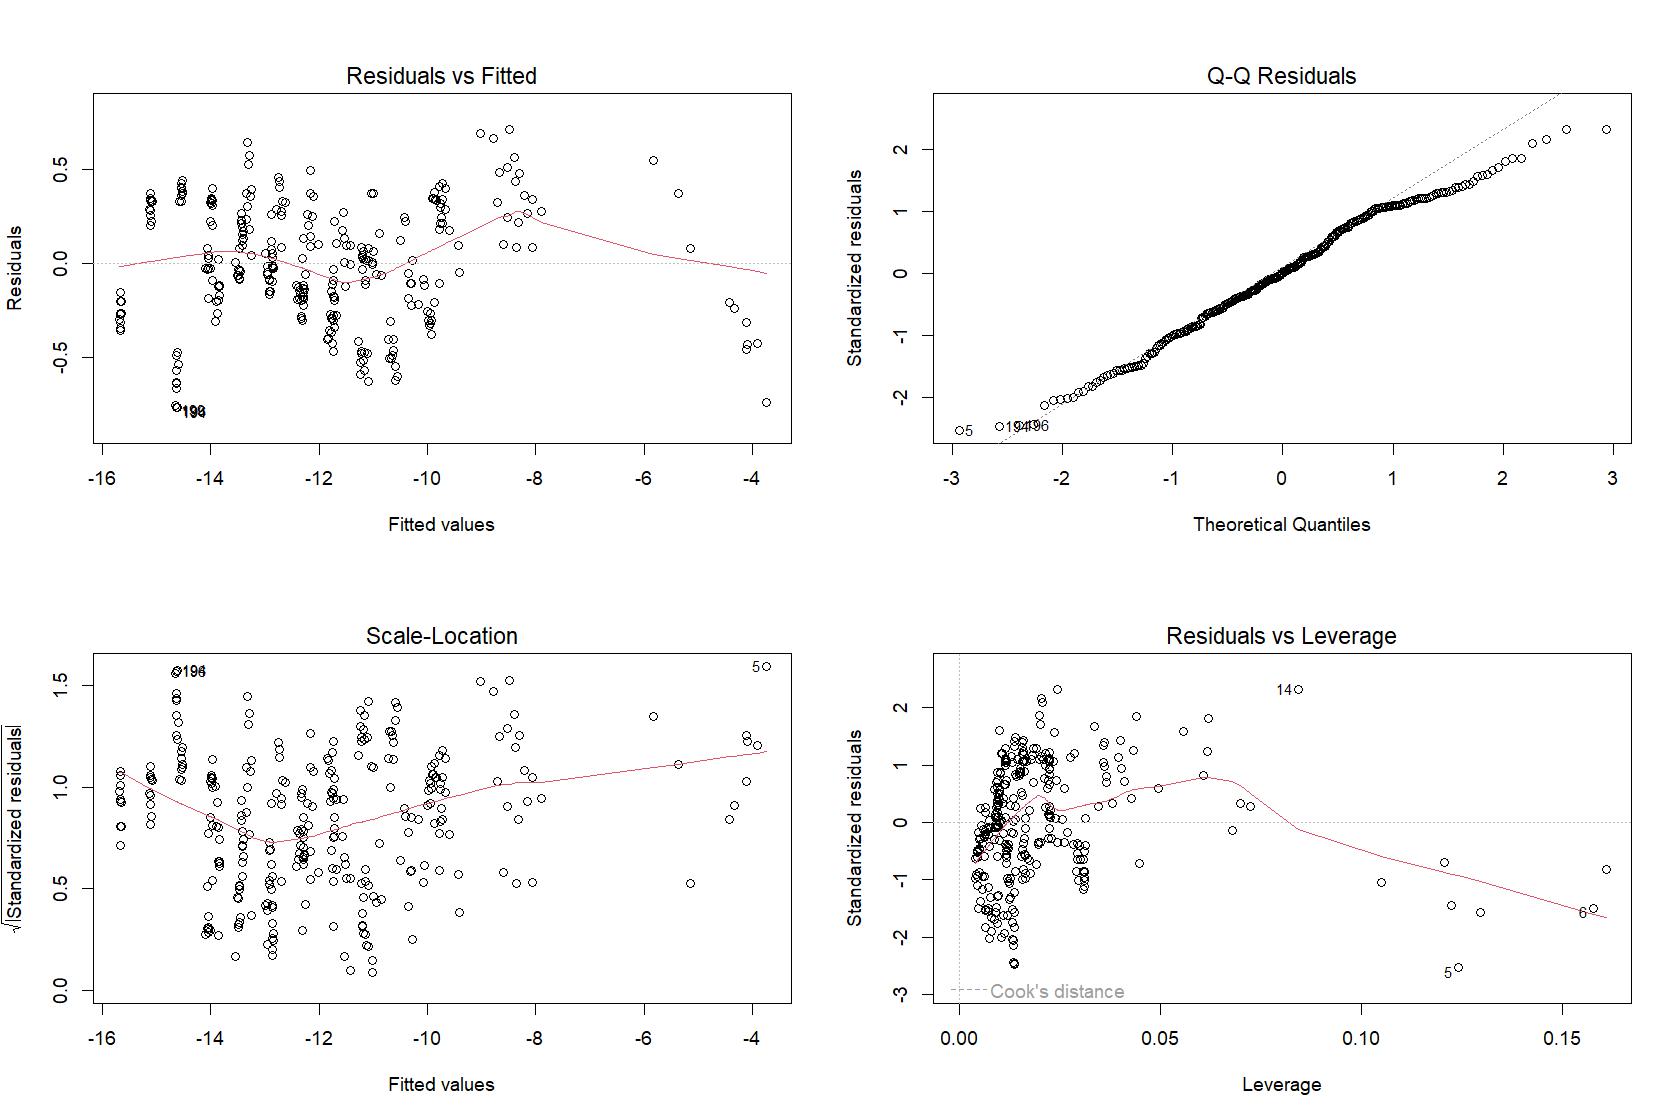 Residuals vs Fitted
Residuals
0.5
0.0
-0.5
-16 -14 -12 -10 -8 -6 -4
Fitted values
Q-Q Residuals
Standardized residuals
2
1
0
-1
-2
5
194
196
-3 -2 -1 0 1 2 3
Theoretical Quantiles
Scale-Location
√|Standardized residuals|
1.5
1.0
0.5
0.0
5
-16 -14 -12 -10 -8 -6 -4
Fitted values
Residuals vs Leverage
Standardized residuals
2
1
0
-1
-2
-3
14
6
5
Cook's distance
0.00 0.05 0.10 0.15
Leverage